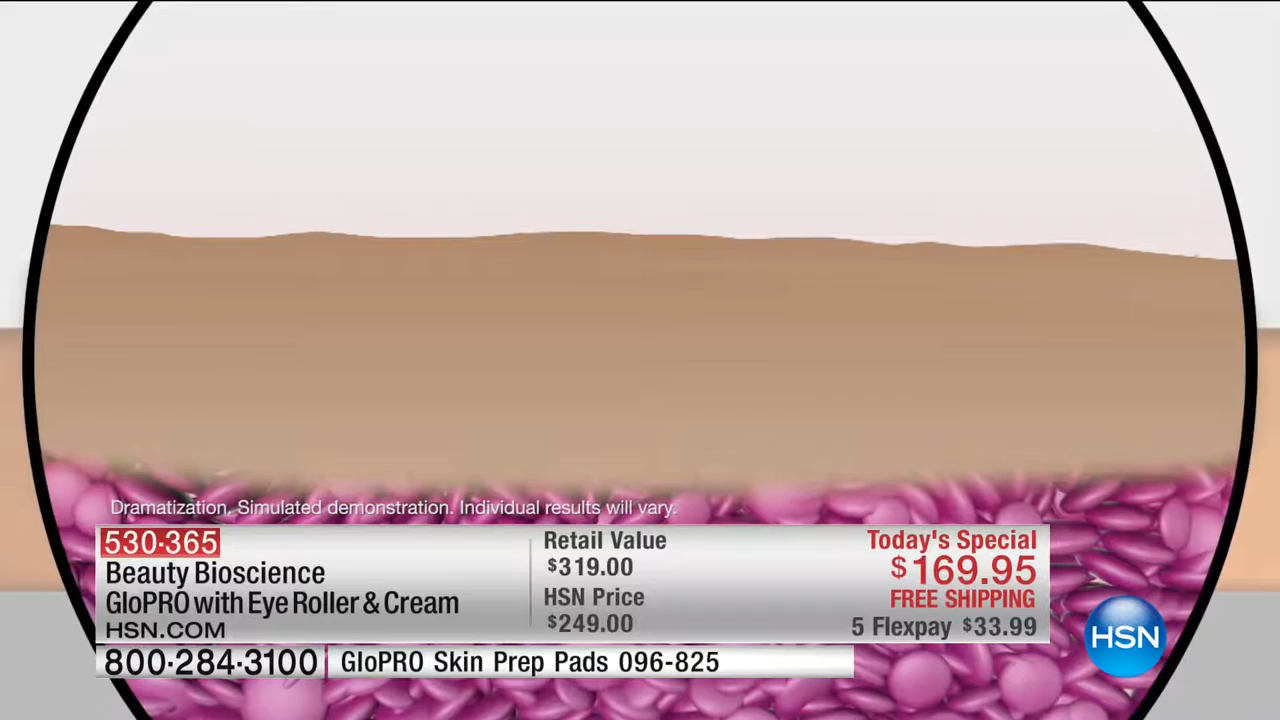 Dramatization. Simulated demonstration. Individual results will vary.
530-365
Beauty Bioscience
GloPRO with Eye Roller & Cream
HSN.COM
Retail Value
$319.00
HSN Price
$249.00
Today's Special
$169.95
FREE SHIPPING
5 Flexpay $33.99
HSN
800·284·3100
GloPRO Skin Prep Pads 096-825